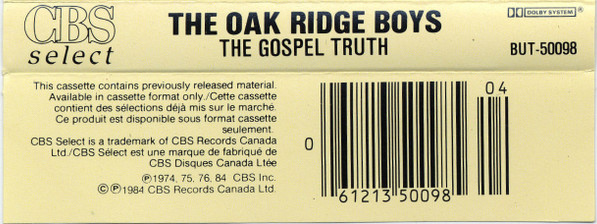 CBS
select
THE OAK RIDGE BOYS
THE GOSPEL TRUTH
DOLBY SYSTEM
BUT-50098
This cassette contains previously released material.
Available in cassette format only./Cette cassette
contient des sélections déjà mis sur le marché.
Ce produit est disponible sous format cassette
seulement.
CBS Select is a trademark of CBS Records Canada
Ltd./CBS Sélect est une marque de fabriqué de
CBS Disques Canada Ltée
℗1974, 75, 76, 84 CBS Inc.
©℗1984 CBS Records Canada Ltd.
04
0
61213 50098